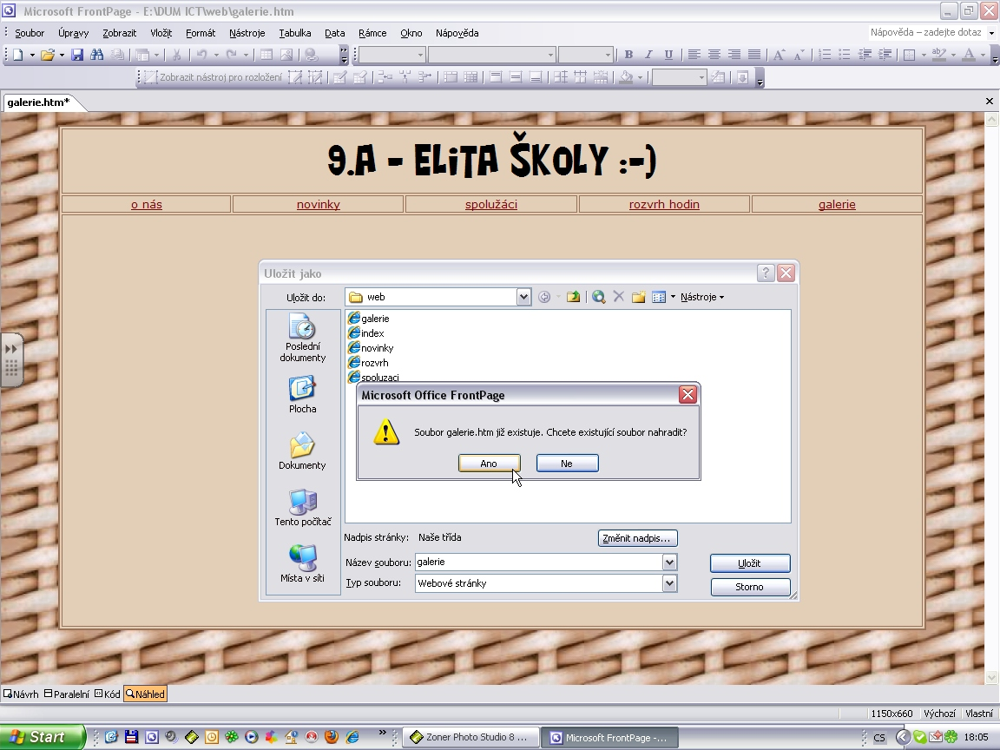 Microsoft FrontPage - E:\DUM ICT\web\galerie.htm
Soubor Úpravy Zobrazit Vložit Formát Nástroje Tabulka Data Rámce Okno Nápověda
Nápověda – zadejte dotaz
Zobrazit nástroj pro rozložení
galerie.htm*
9.A - ELITA ŠKOLY :-)
o nás novinky spolužáci rozvrh hodin galerie
Uložit jako
Uložit do: web Nástroje
Poslední dokumenty
Plocha
Dokumenty
Tento počítač
Místa v síti
galerie
index
novinky
rozvrh
spoluzaci
Microsoft Office FrontPage
Soubor galerie.htm již existuje. Chcete existující soubor nahradit?
Ano Ne
Nadpis stránky: Naše třída Změnit nadpis...
Název souboru: galerie Uložit
Typ souboru: Webové stránky Storno
Návrh Paralelní Kód Náhled
1150x660 Výchozí Vlastní
Start Zoner Photo Studio 8 ... Microsoft FrontPage -... CS 18:05